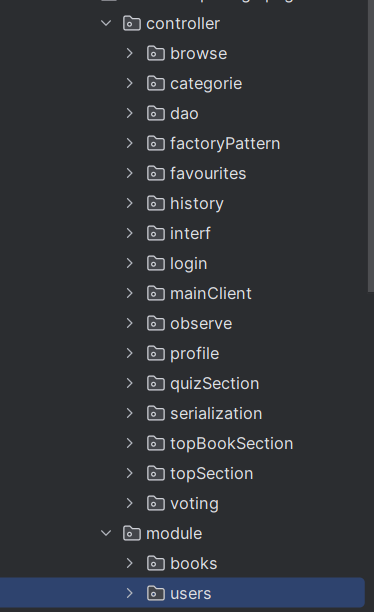 controller
browse
categorie
dao
factoryPattern
favourites
history
interf
login
mainClient
observe
profile
quizSection
serialization
topBookSection
topSection
voting
module
books
users